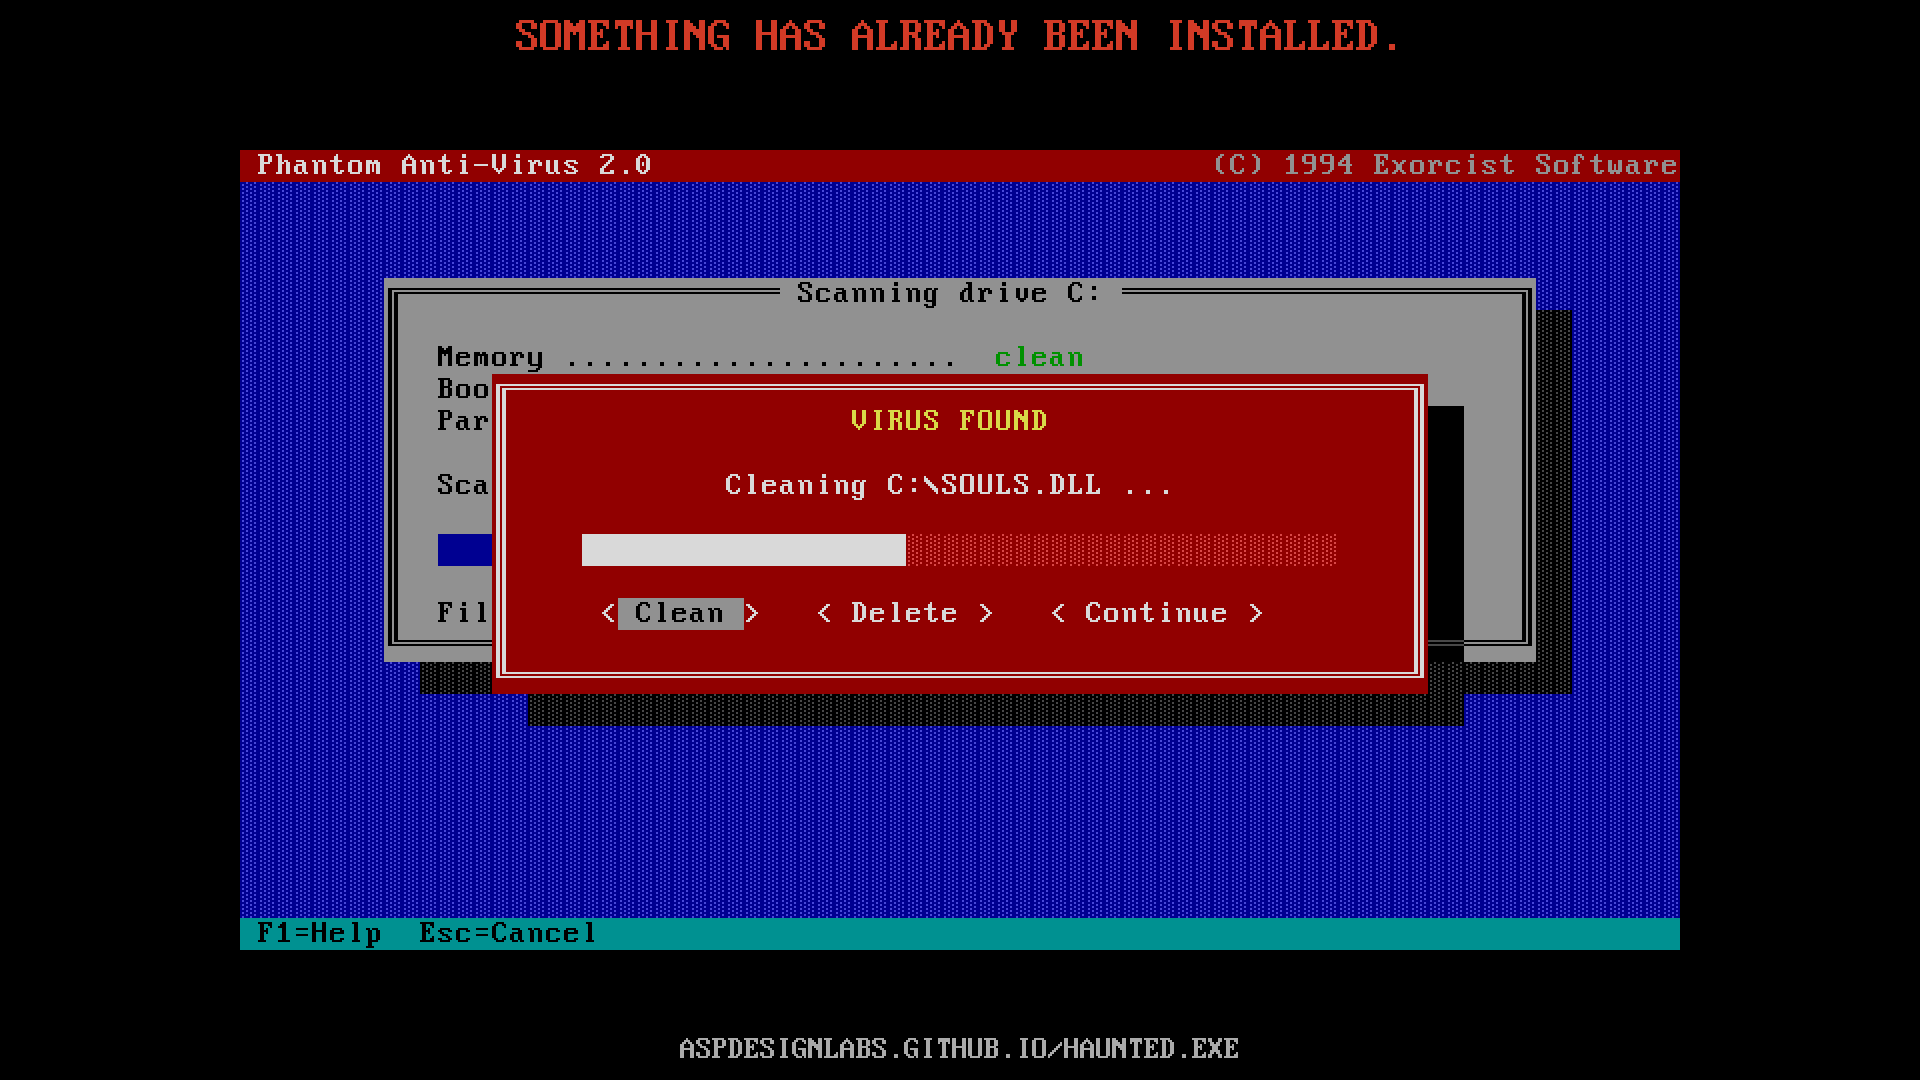 SOMETHING HAS ALREADY BEEN INSTALLED.
Phantom Anti-Virus 2.0 (C) 1994 Exorcist Software
Scanning drive C:
Memory ...................... clean
Boo
Par
VIRUS FOUND
Sca
Cleaning C:\SOULS.DLL ...
Fil
< Clean > < Delete > < Continue >
F1=Help Esc=Cancel
ASPDESIGNLABS.GITHUB.IO/HAUNTED.EXE